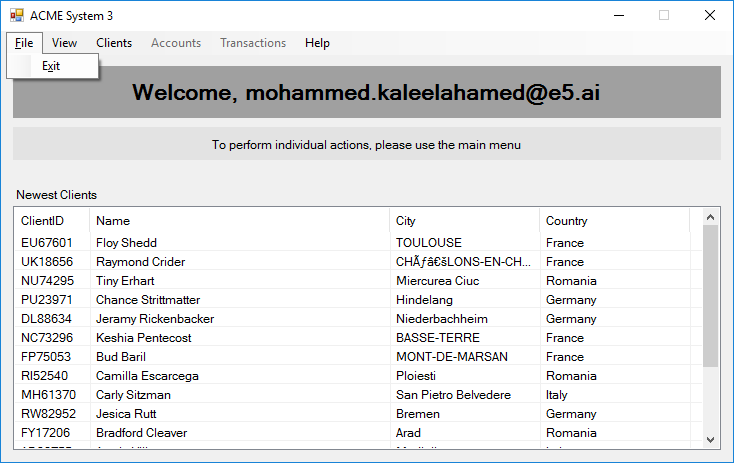 ACME System 3
File View Clients Accounts Transactions Help
Exit
Welcome, mohammed.kaleelahamed@e5.ai
To perform individual actions, please use the main menu
Newest Clients
ClientID Name City Country
EU67601 Floy Shedd TOULOUSE France
UK18656 Raymond Crider CHÃƒâ€šLONS-EN-CH... France
NU74295 Tiny Erhart Miercurea Ciuc Romania
PU23971 Chance Strittmatter Hindelang Germany
DL88634 Jeramy Rickenbacker Niederbachheim Germany
NC73296 Keshia Pentecost BASSE-TERRE France
FP75053 Bud Baril MONT-DE-MARSAN France
RI52540 Camilla Escarcega Ploiesti Romania
MH61370 Carly Sitzman San Pietro Belvedere Italy
RW82952 Jesica Rutt Bremen Germany
FY17206 Bradford Cleaver Arad Romania